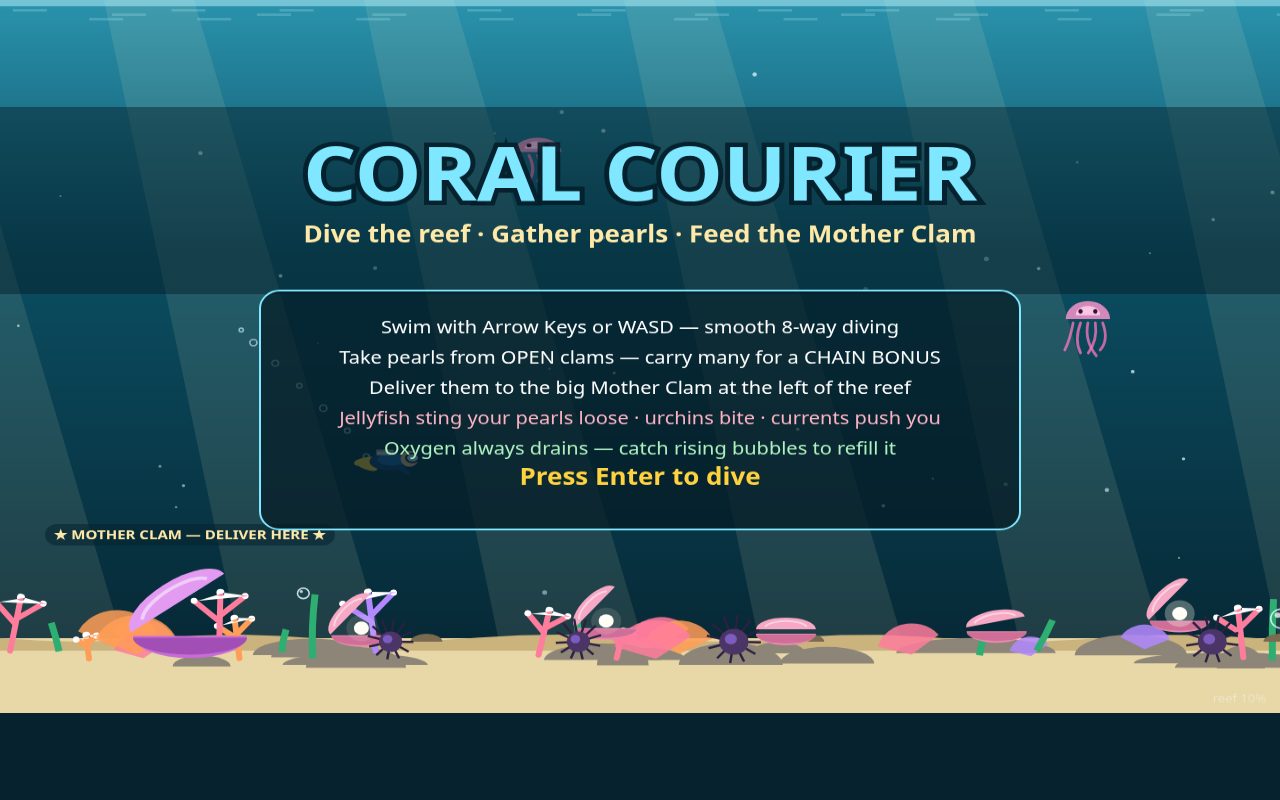 CORAL COURIER
Dive the reef · Gather pearls · Feed the Mother Clam
Swim with Arrow Keys or WASD — smooth 8-way diving
Take pearls from OPEN clams — carry many for a CHAIN BONUS
Deliver them to the big Mother Clam at the left of the reef
Jellyfish sting your pearls loose · urchins bite · currents push you
Oxygen always drains — catch rising bubbles to refill it
Press Enter to dive
★ MOTHER CLAM — DELIVER HERE ★
reef 10%